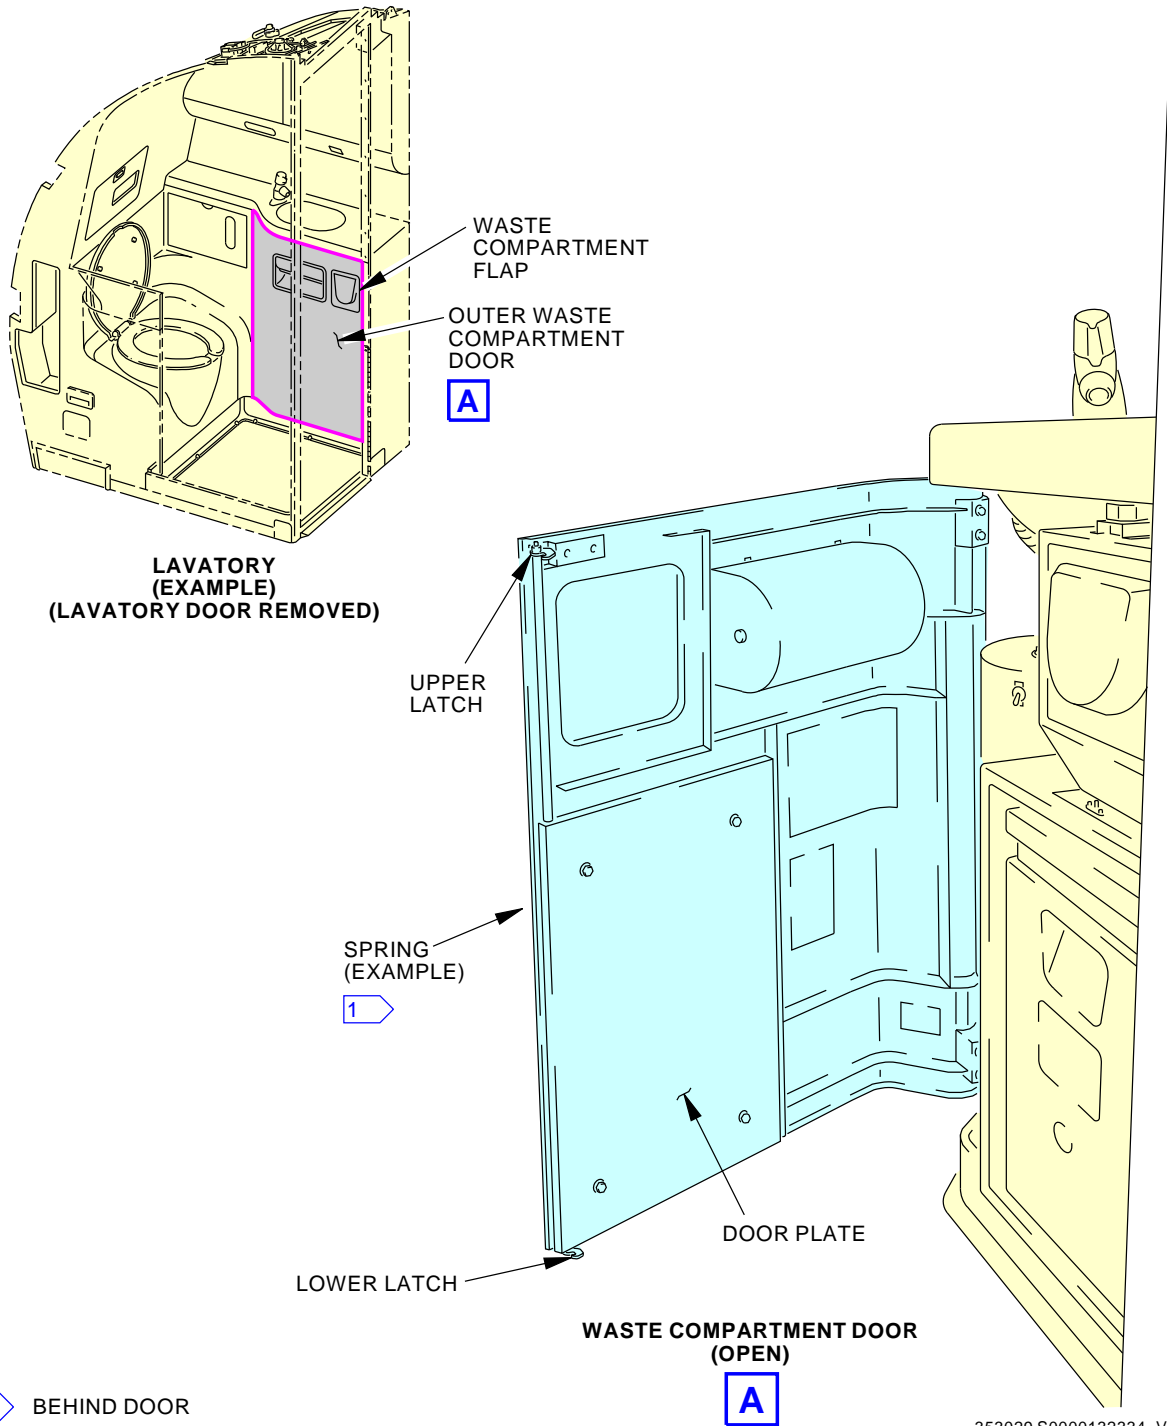 WASTE
COMPARTMENT
FLAP
OUTER WASTE
COMPARTMENT
DOOR
A
LAVATORY
(EXAMPLE)
(LAVATORY DOOR REMOVED)
UPPER
LATCH
SPRING
(EXAMPLE)
1
DOOR PLATE
LOWER LATCH
WASTE COMPARTMENT DOOR
(OPEN)
A
BEHIND DOOR